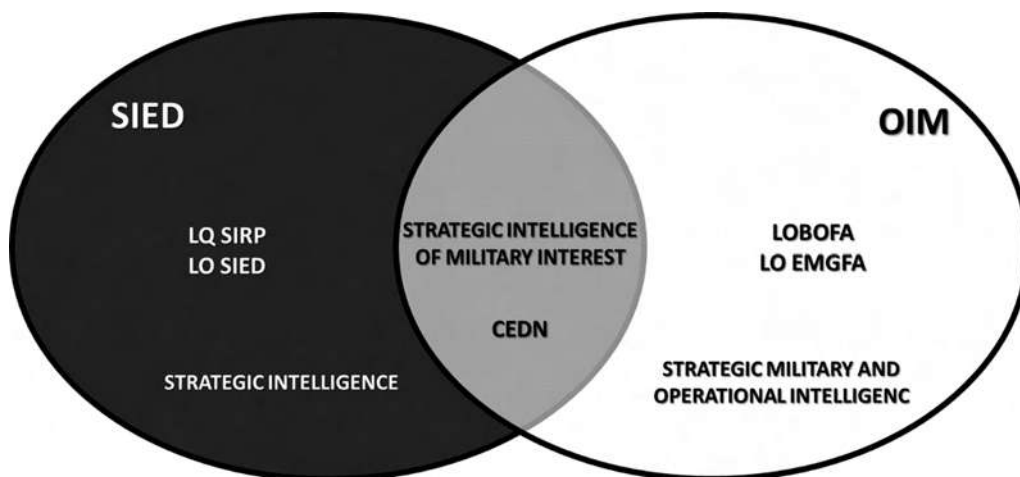 SIED
OIM
LQ SIRP
LO SIED
STRATEGIC INTELLIGENCE
STRATEGIC INTELLIGENCE
OF MILITARY INTEREST
CEDN
LOBOFA
LO EMGFA
STRATEGIC MILITARY AND
OPERATIONAL INTELLIGENC